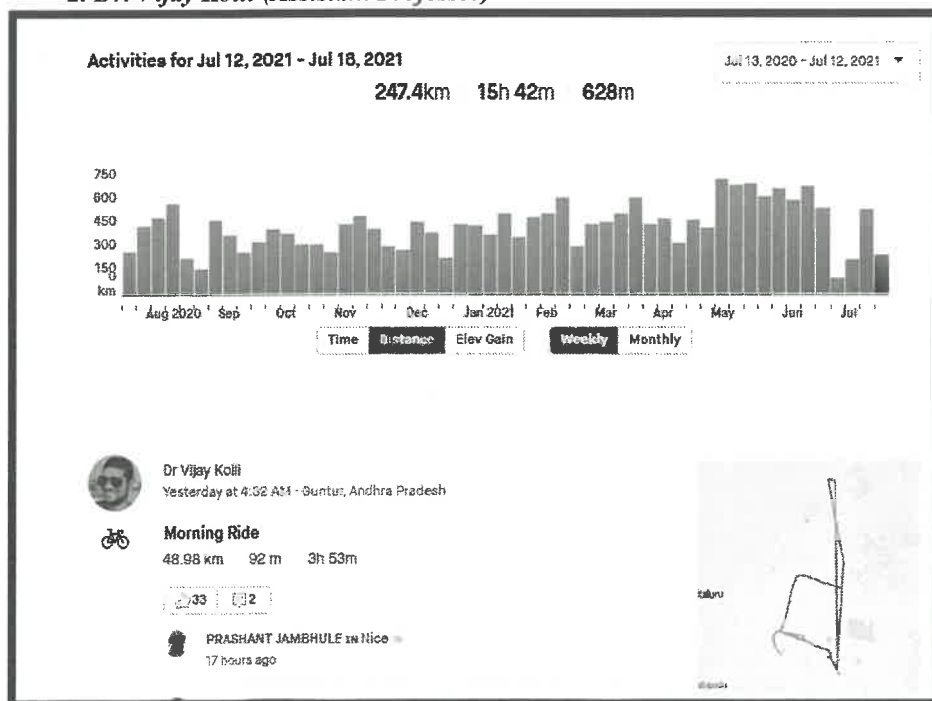 Activities for Jul 12, 2021 - Jul 18, 2021
Jul 13, 2020 - Jul 12, 2021
247.4km 15h 42m 628m
750
600
450
300
150
0
km
Aug 2020 Sep Oct Nov Dec Jan 2021 Feb Mar Apr May Jun Jul
Time Distance Elev Gain Weekly Monthly
Dr Vijay Kolli
Yesterday at 4:32 AM - Guntur, Andhra Pradesh
Morning Ride
48.98 km 92 m 3h 53m
33 2
PRASHANT JAMBHULE IN Nice
17 hours ago